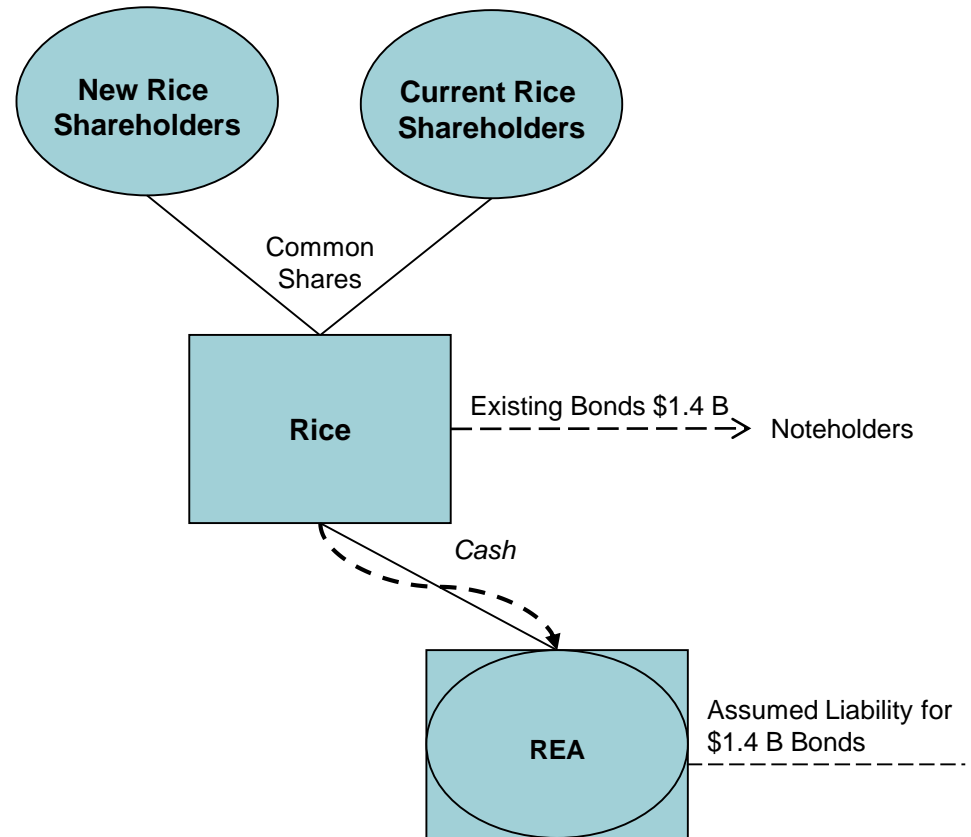 New Rice
Shareholders
Current Rice
Shareholders
Common
Shares
Rice
Existing Bonds $1.4 B
Noteholders
Cash
REA
Assumed Liability for
$1.4 B Bonds